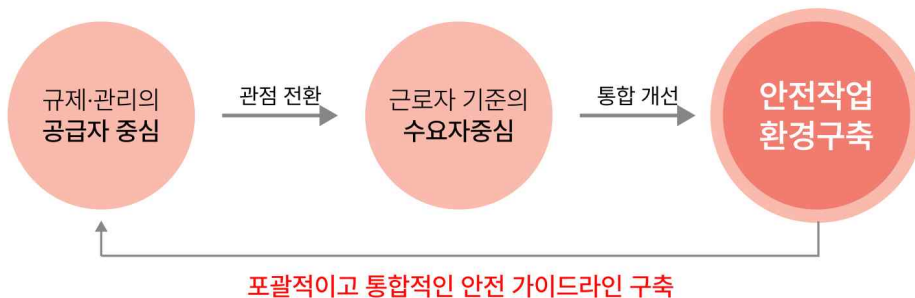 규제·관리의
공급자 중심
관점 전환
근로자 기준의
수요자중심
통합 개선
안전작업
환경구축
포괄적이고 통합적인 안전 가이드라인 구축